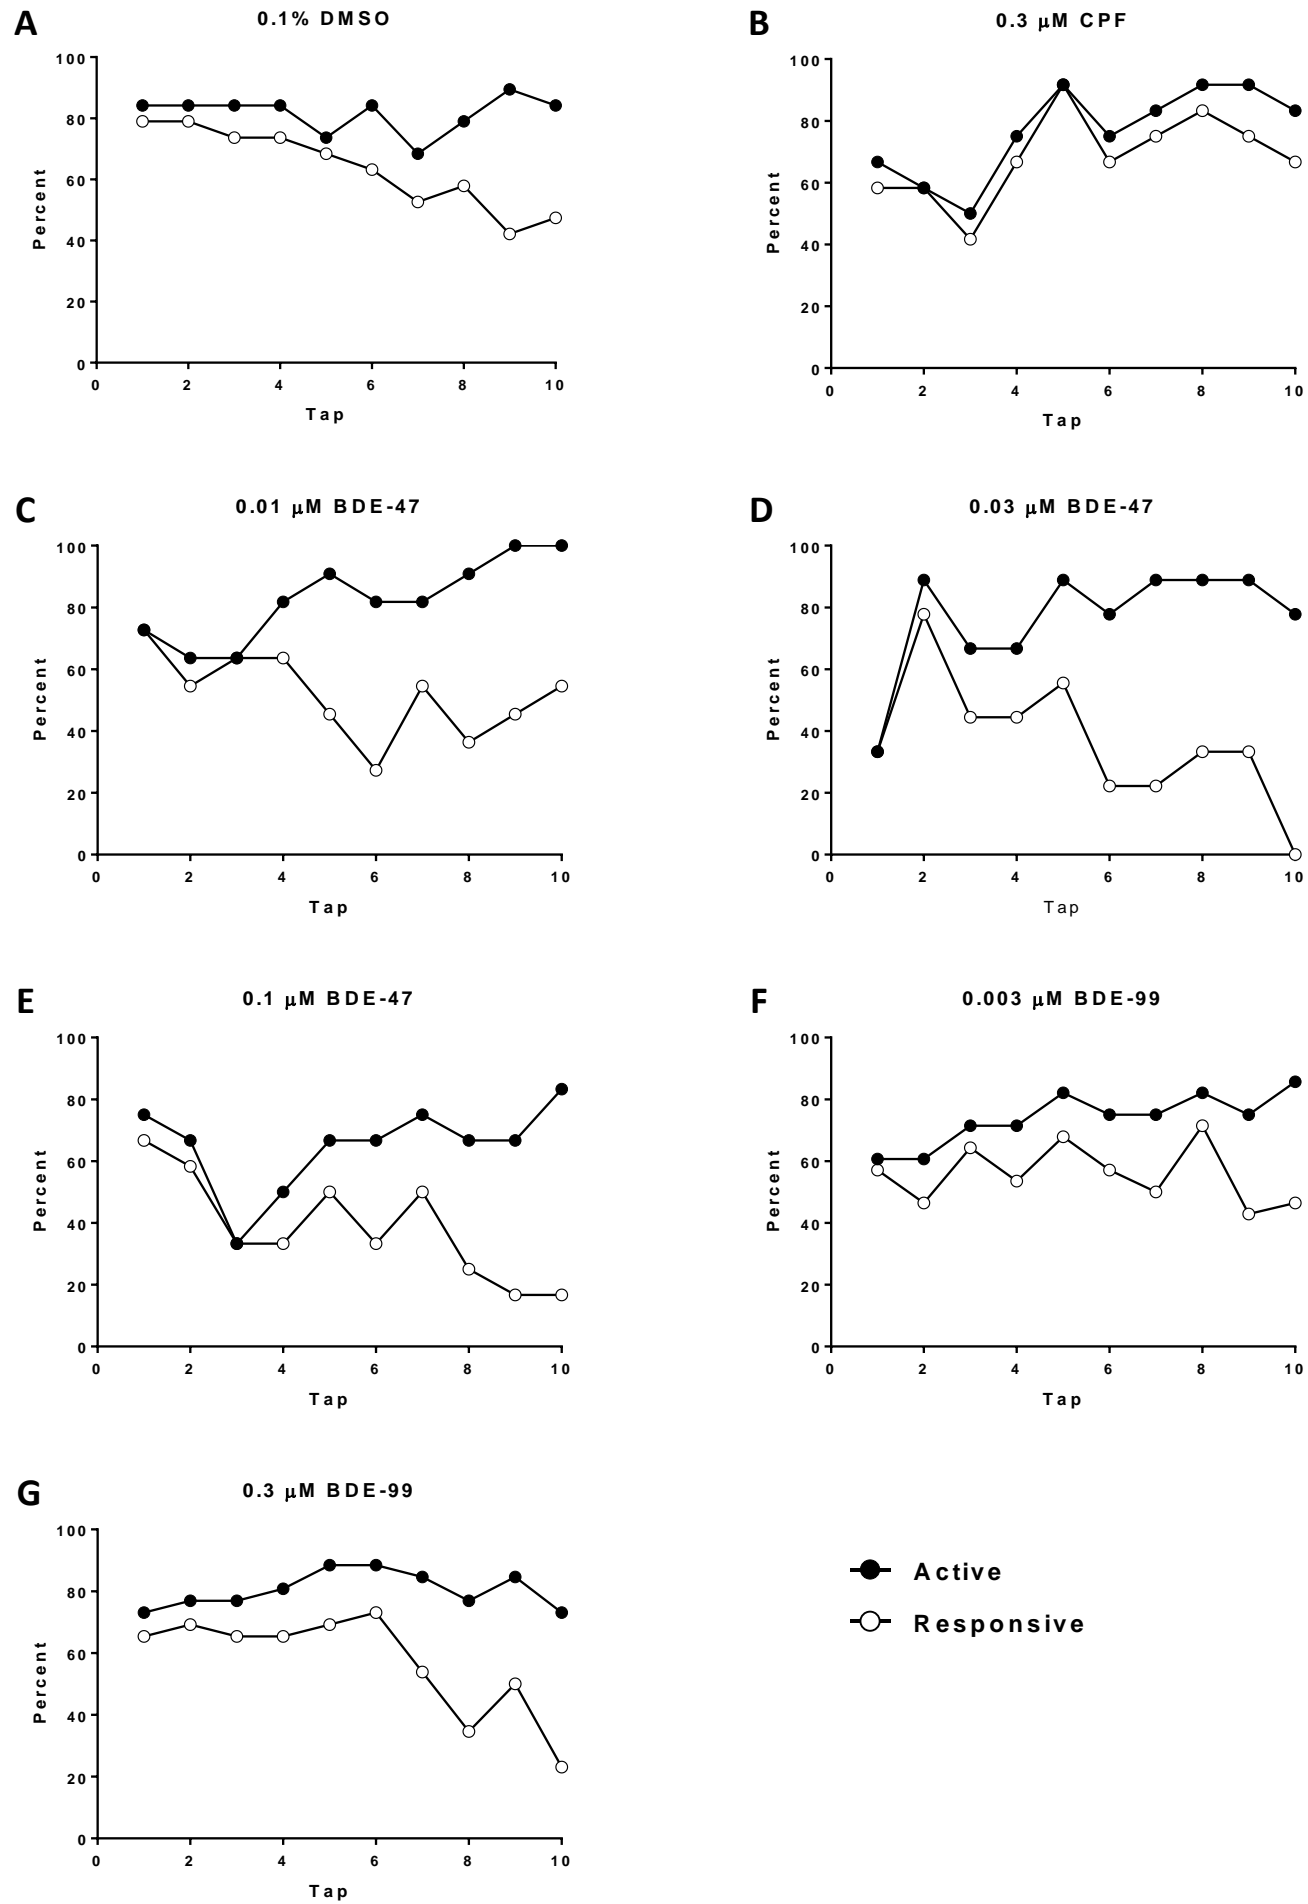 A
0.1% DMSO
100
80
60
40
20
0
Percent
0 2 4 6 8 10
Tap
B
0.3 μM CPF
100
80
60
40
20
0
Percent
0 2 4 6 8 10
Tap
C
0.01 μM BDE-47
100
80
60
40
20
0
Percent
0 2 4 6 8 10
Tap
D
0.03 μM BDE-47
100
80
60
40
20
0
Percent
0 2 4 6 8 10
Tap
E
0.1 μM BDE-47
100
80
60
40
20
0
Percent
0 2 4 6 8 10
Tap
F
0.003 μM BDE-99
100
80
60
40
20
0
Percent
0 2 4 6 8 10
Tap
G
0.3 μM BDE-99
100
80
60
40
20
0
Percent
0 2 4 6 8 10
Tap
Active
Responsive